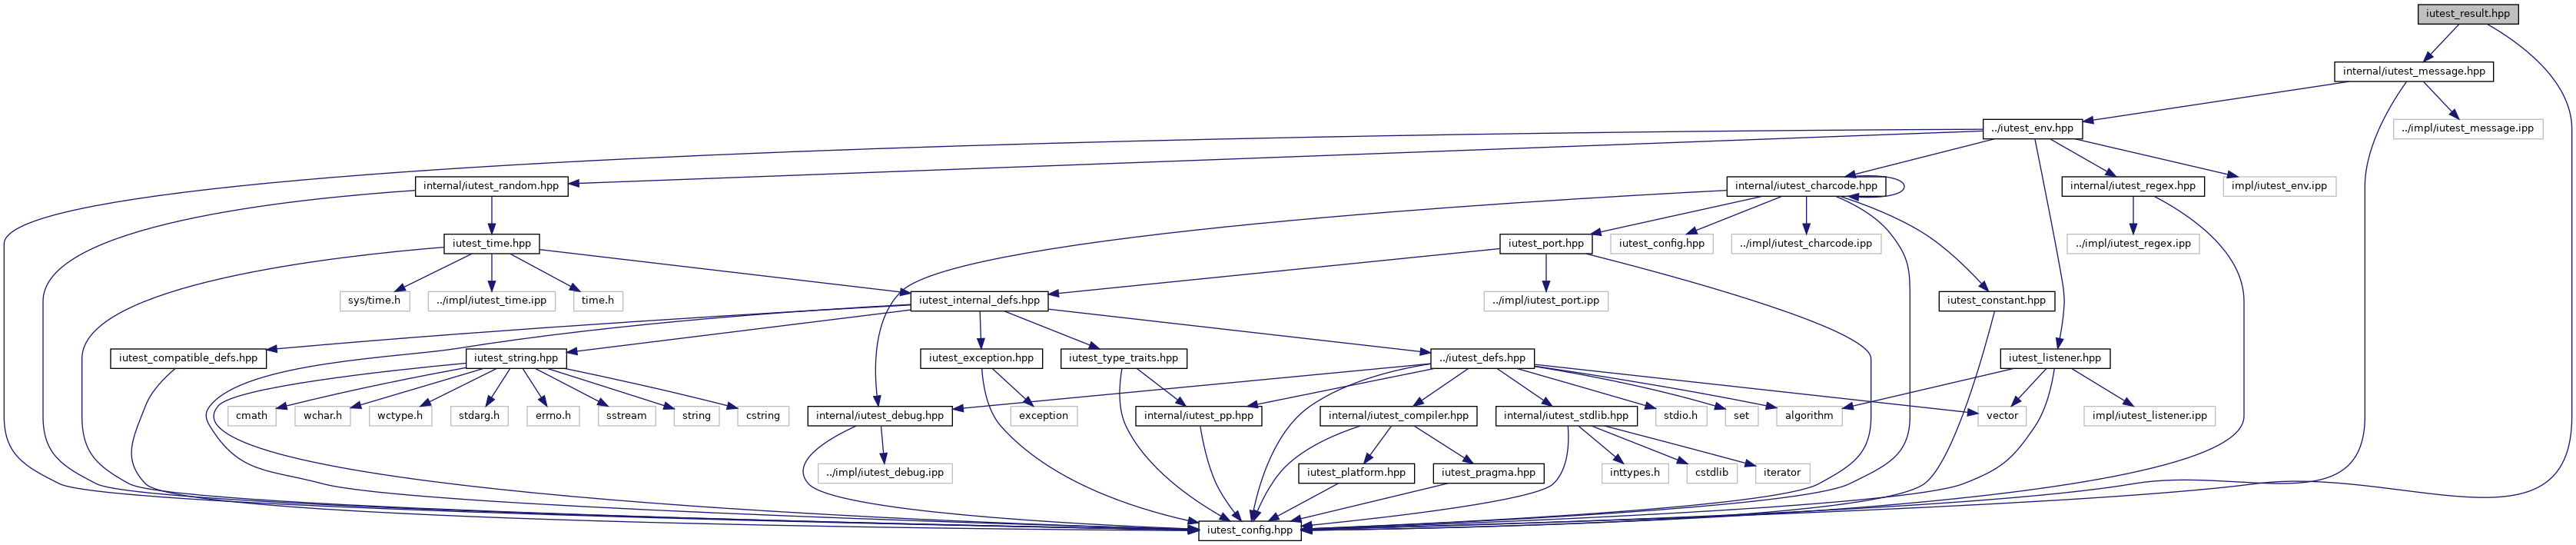 iutest_result.hpp
internal/iutest_message.hpp
../iutest_env.hpp
../impl/iutest_message.ipp
internal/iutest_random.hpp
internal/iutest_charcode.hpp
internal/iutest_regex.hpp
impl/iutest_env.ipp
iutest_time.hpp
iutest_port.hpp
iutest_config.hpp
../impl/iutest_charcode.ipp
../impl/iutest_regex.ipp
sys/time.h
../impl/iutest_time.ipp
time.h
iutest_internal_defs.hpp
../impl/iutest_port.ipp
iutest_constant.hpp
iutest_compatible_defs.hpp
iutest_string.hpp
iutest_exception.hpp
iutest_type_traits.hpp
../iutest_defs.hpp
iutest_listener.hpp
cmath
wchar.h
wctype.h
stdarg.h
errno.h
sstream
string
cstring
internal/iutest_debug.hpp
exception
internal/iutest_pp.hpp
internal/iutest_compiler.hpp
internal/iutest_stdlib.hpp
stdio.h
set
algorithm
vector
impl/iutest_listener.ipp
../impl/iutest_debug.ipp
iutest_platform.hpp
iutest_pragma.hpp
inttypes.h
cstdlib
iterator
iutest_config.hpp